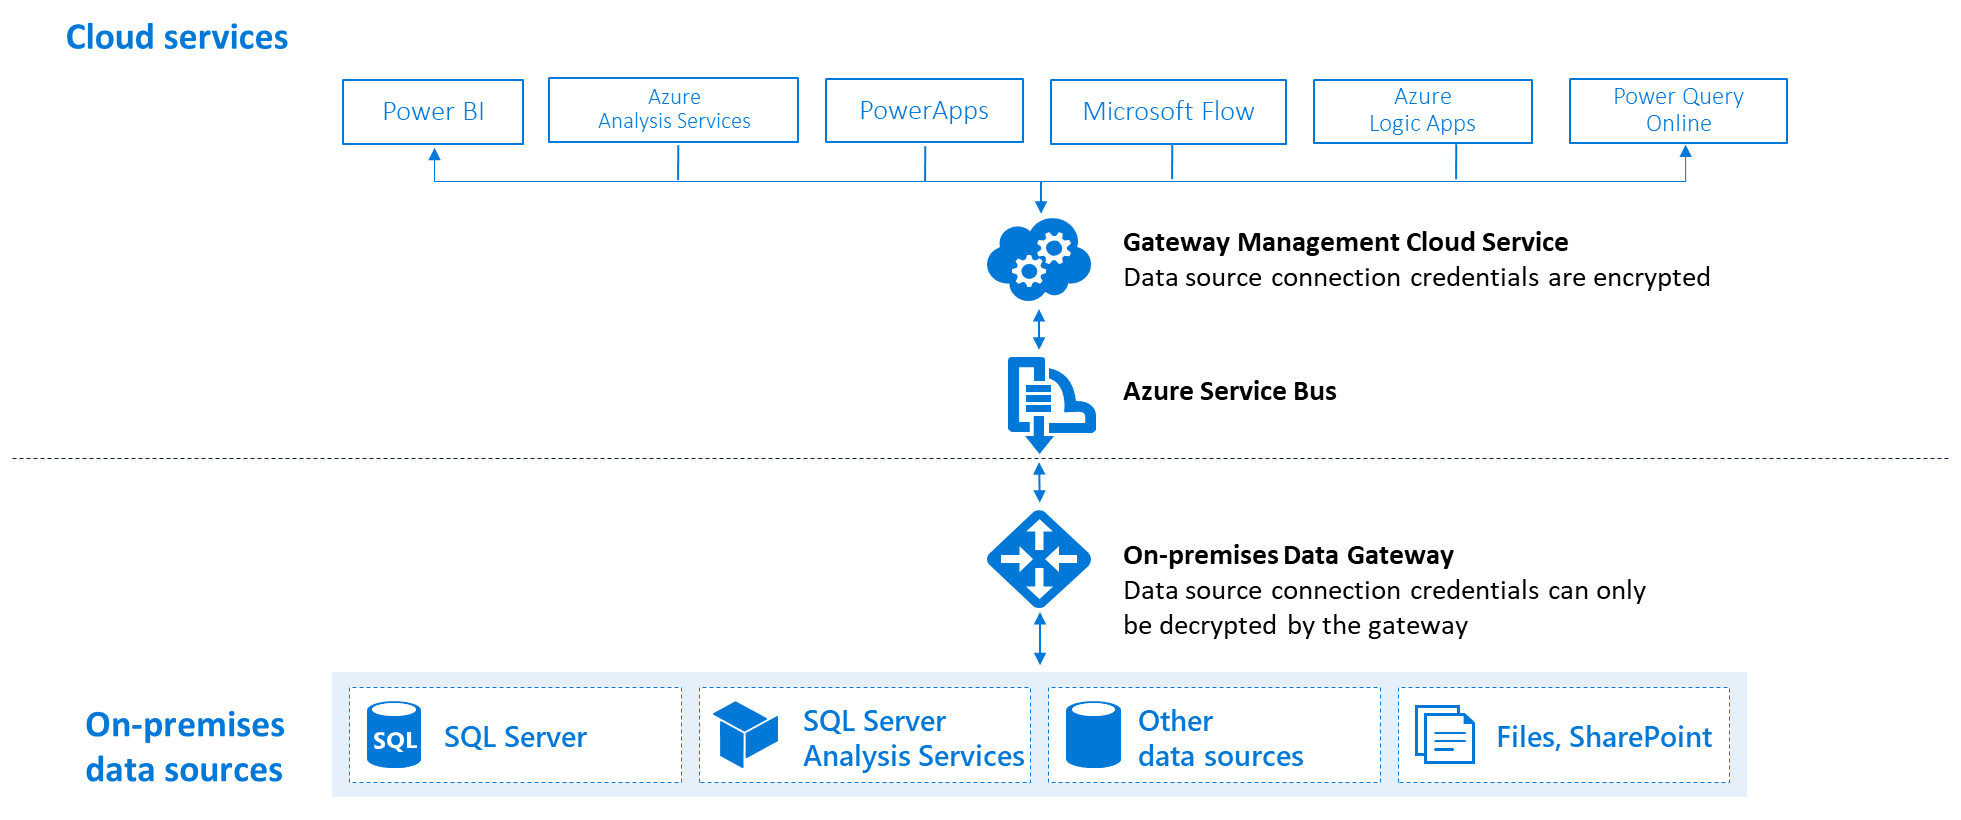 Cloud services
Power BI
Azure
Analysis Services
PowerApps
Microsoft Flow
Azure
Logic Apps
Power Query
Online
Gateway Management Cloud Service
Data source connection credentials are encrypted
Azure Service Bus
On-premises Data Gateway
Data source connection credentials can only
be decrypted by the gateway
On-premises
data sources
SQL
SQL Server
SQL Server
Analysis Services
Other
data sources
Files, SharePoint